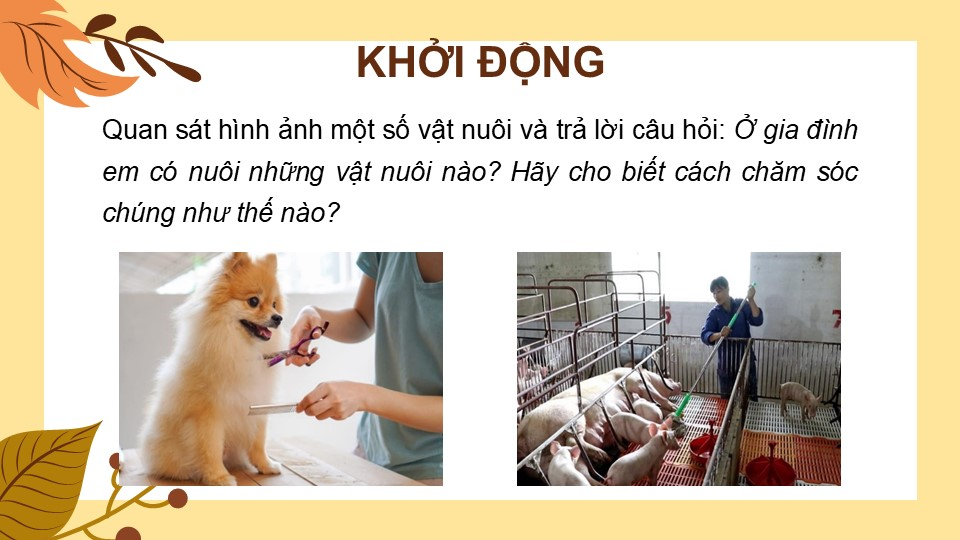 KHỞI ĐỘNG
Quan sát hình ảnh một số vật nuôi và trả lời câu hỏi: Ở gia đình
em có nuôi những vật nuôi nào? Hãy cho biết cách chăm sóc
chúng như thế nào?